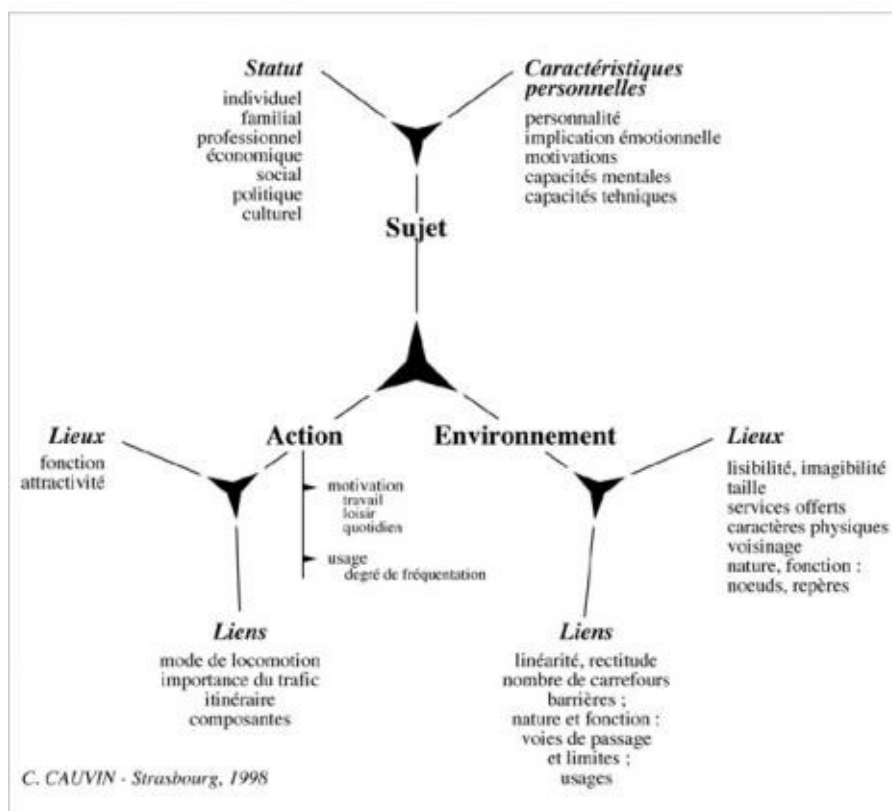 Statut
individuel
familial
professionnel
économique
social
politique
culturel
Caractéristiques
personnelles
personnalité
implication émotionnelle
motivations
capacités mentales
capacités tehniques
Sujet
Action
Environnement
Lieux
fonction
attractivité
motivation
travail
loisir
quotidien
usage
degré de fréquentation
Lieux
lisibilité, imagibilité
taille
services offerts
caractères physiques
voisinage
nature, fonction :
noeuds, repères
Liens
mode de locomotion
importance du trafic
itinéraire
composantes
Liens
linéarité, rectitude
nombre de carrefours
barrières ;
nature et fonction :
voies de passage
et limites ;
usages
C. CAUVIN - Strasbourg, 1998